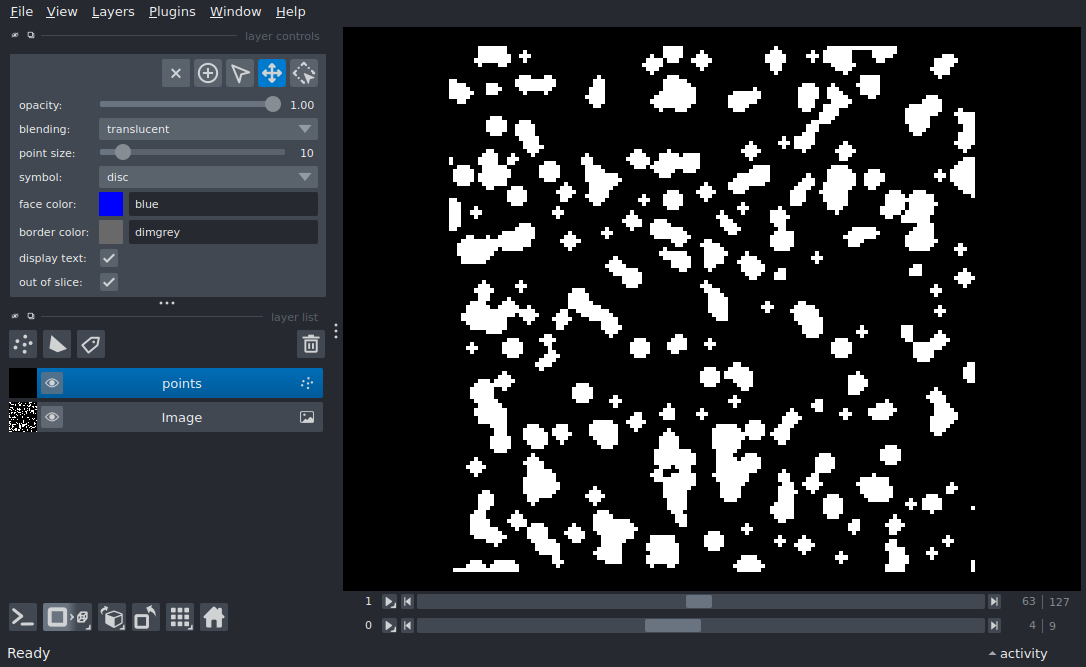 File View Layers Plugins Window Help
layer controls
opacity: 1.00
blending: translucent
point size: 10
symbol: disc
face color: blue
border color: dimgrey
display text:
out of slice:
layer list
points
Image
1 63 127
0 4 9
Ready activity